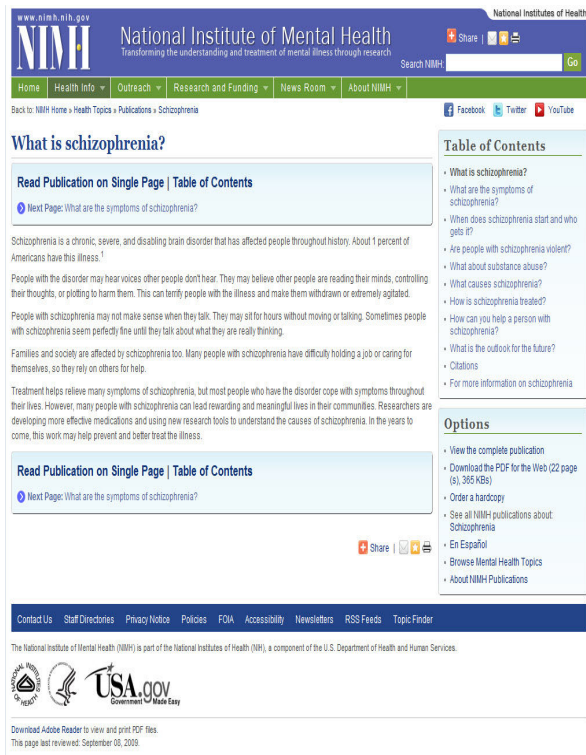 www.nimh.nih.gov
National Institutes of Health
NIMH
National Institute of Mental Health
Transforming the understanding and treatment of mental illness through research
Share |
Search NIMH:
Go
Home Health Info Outreach Research and Funding News Room About NIMH
Back to: NIMH Home » Health Topics » Publications » Schizophrenia
Facebook Twitter YouTube
What is schizophrenia?
Read Publication on Single Page | Table of Contents
Next Page: What are the symptoms of schizophrenia?
Schizophrenia is a chronic, severe, and disabling brain disorder that has affected people throughout history. About 1 percent of
Americans have this illness.1
People with the disorder may hear voices other people don't hear. They may believe other people are reading their minds, controlling
their thoughts, or plotting to harm them. This can terrify people with the illness and make them withdrawn or extremely agitated.
People with schizophrenia may not make sense when they talk. They may sit for hours without moving or talking. Sometimes people
with schizophrenia seem perfectly fine until they talk about what they are really thinking.
Families and society are affected by schizophrenia too. Many people with schizophrenia have difficulty holding a job or caring for
themselves, so they rely on others for help.
Treatment helps relieve many symptoms of schizophrenia, but most people who have the disorder cope with symptoms throughout
their lives. However, many people with schizophrenia can lead rewarding and meaningful lives in their communities. Researchers are
developing more effective medications and using new research tools to understand the causes of schizophrenia. In the years to
come, this work may help prevent and better treat the illness.
Read Publication on Single Page | Table of Contents
Next Page: What are the symptoms of schizophrenia?
Share |
Table of Contents
What is schizophrenia?
What are the symptoms of
schizophrenia?
When does schizophrenia start and who
gets it?
Are people with schizophrenia violent?
What about substance abuse?
What causes schizophrenia?
How is schizophrenia treated?
How can you help a person with
schizophrenia?
What is the outlook for the future?
Citations
For more information on schizophrenia
Options
View the complete publication
Download the PDF for the Web (22 page
(s), 365 KBs)
Order a hardcopy
See all NIMH publications about:
Schizophrenia
En Español
Browse Mental Health Topics
About NIMH Publications
Contact Us Staff Directories Privacy Notice Policies FOIA Accessibility Newsletters RSS Feeds Topic Finder
The National Institute of Mental Health (NIMH) is part of the National Institutes of Health (NIH), a component of the U.S. Department of Health and Human Services.
NATIONAL INSTITUTES OF HEALTH
USA.gov
Government Made Easy
Download Adobe Reader to view and print PDF files.
This page last reviewed: September 08, 2009